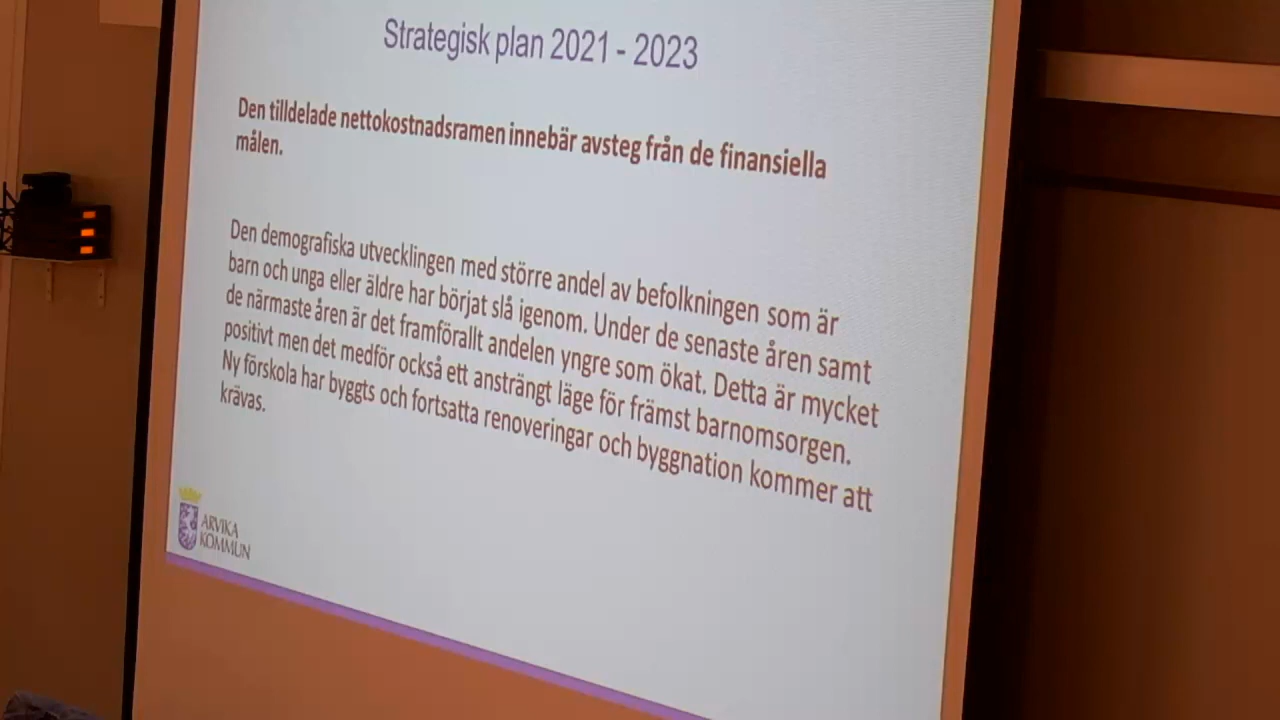 Strategisk plan 2021 - 2023
Den tilldelade nettokostnadsramen innebär avsteg från de finansiella
målen.
Den demografiska utvecklingen med större andel av befolkningen som är
barn och unga eller äldre har börjat slå igenom. Under de senaste åren samt
de närmaste åren är det framförallt andelen yngre som ökat. Detta är mycket
positivt men det medför också ett ansträngt läge för främst barnomsorgen.
Ny förskola har byggts och fortsatta renoveringar och byggnation kommer att
krävas.
ARVIKA
KOMMUN